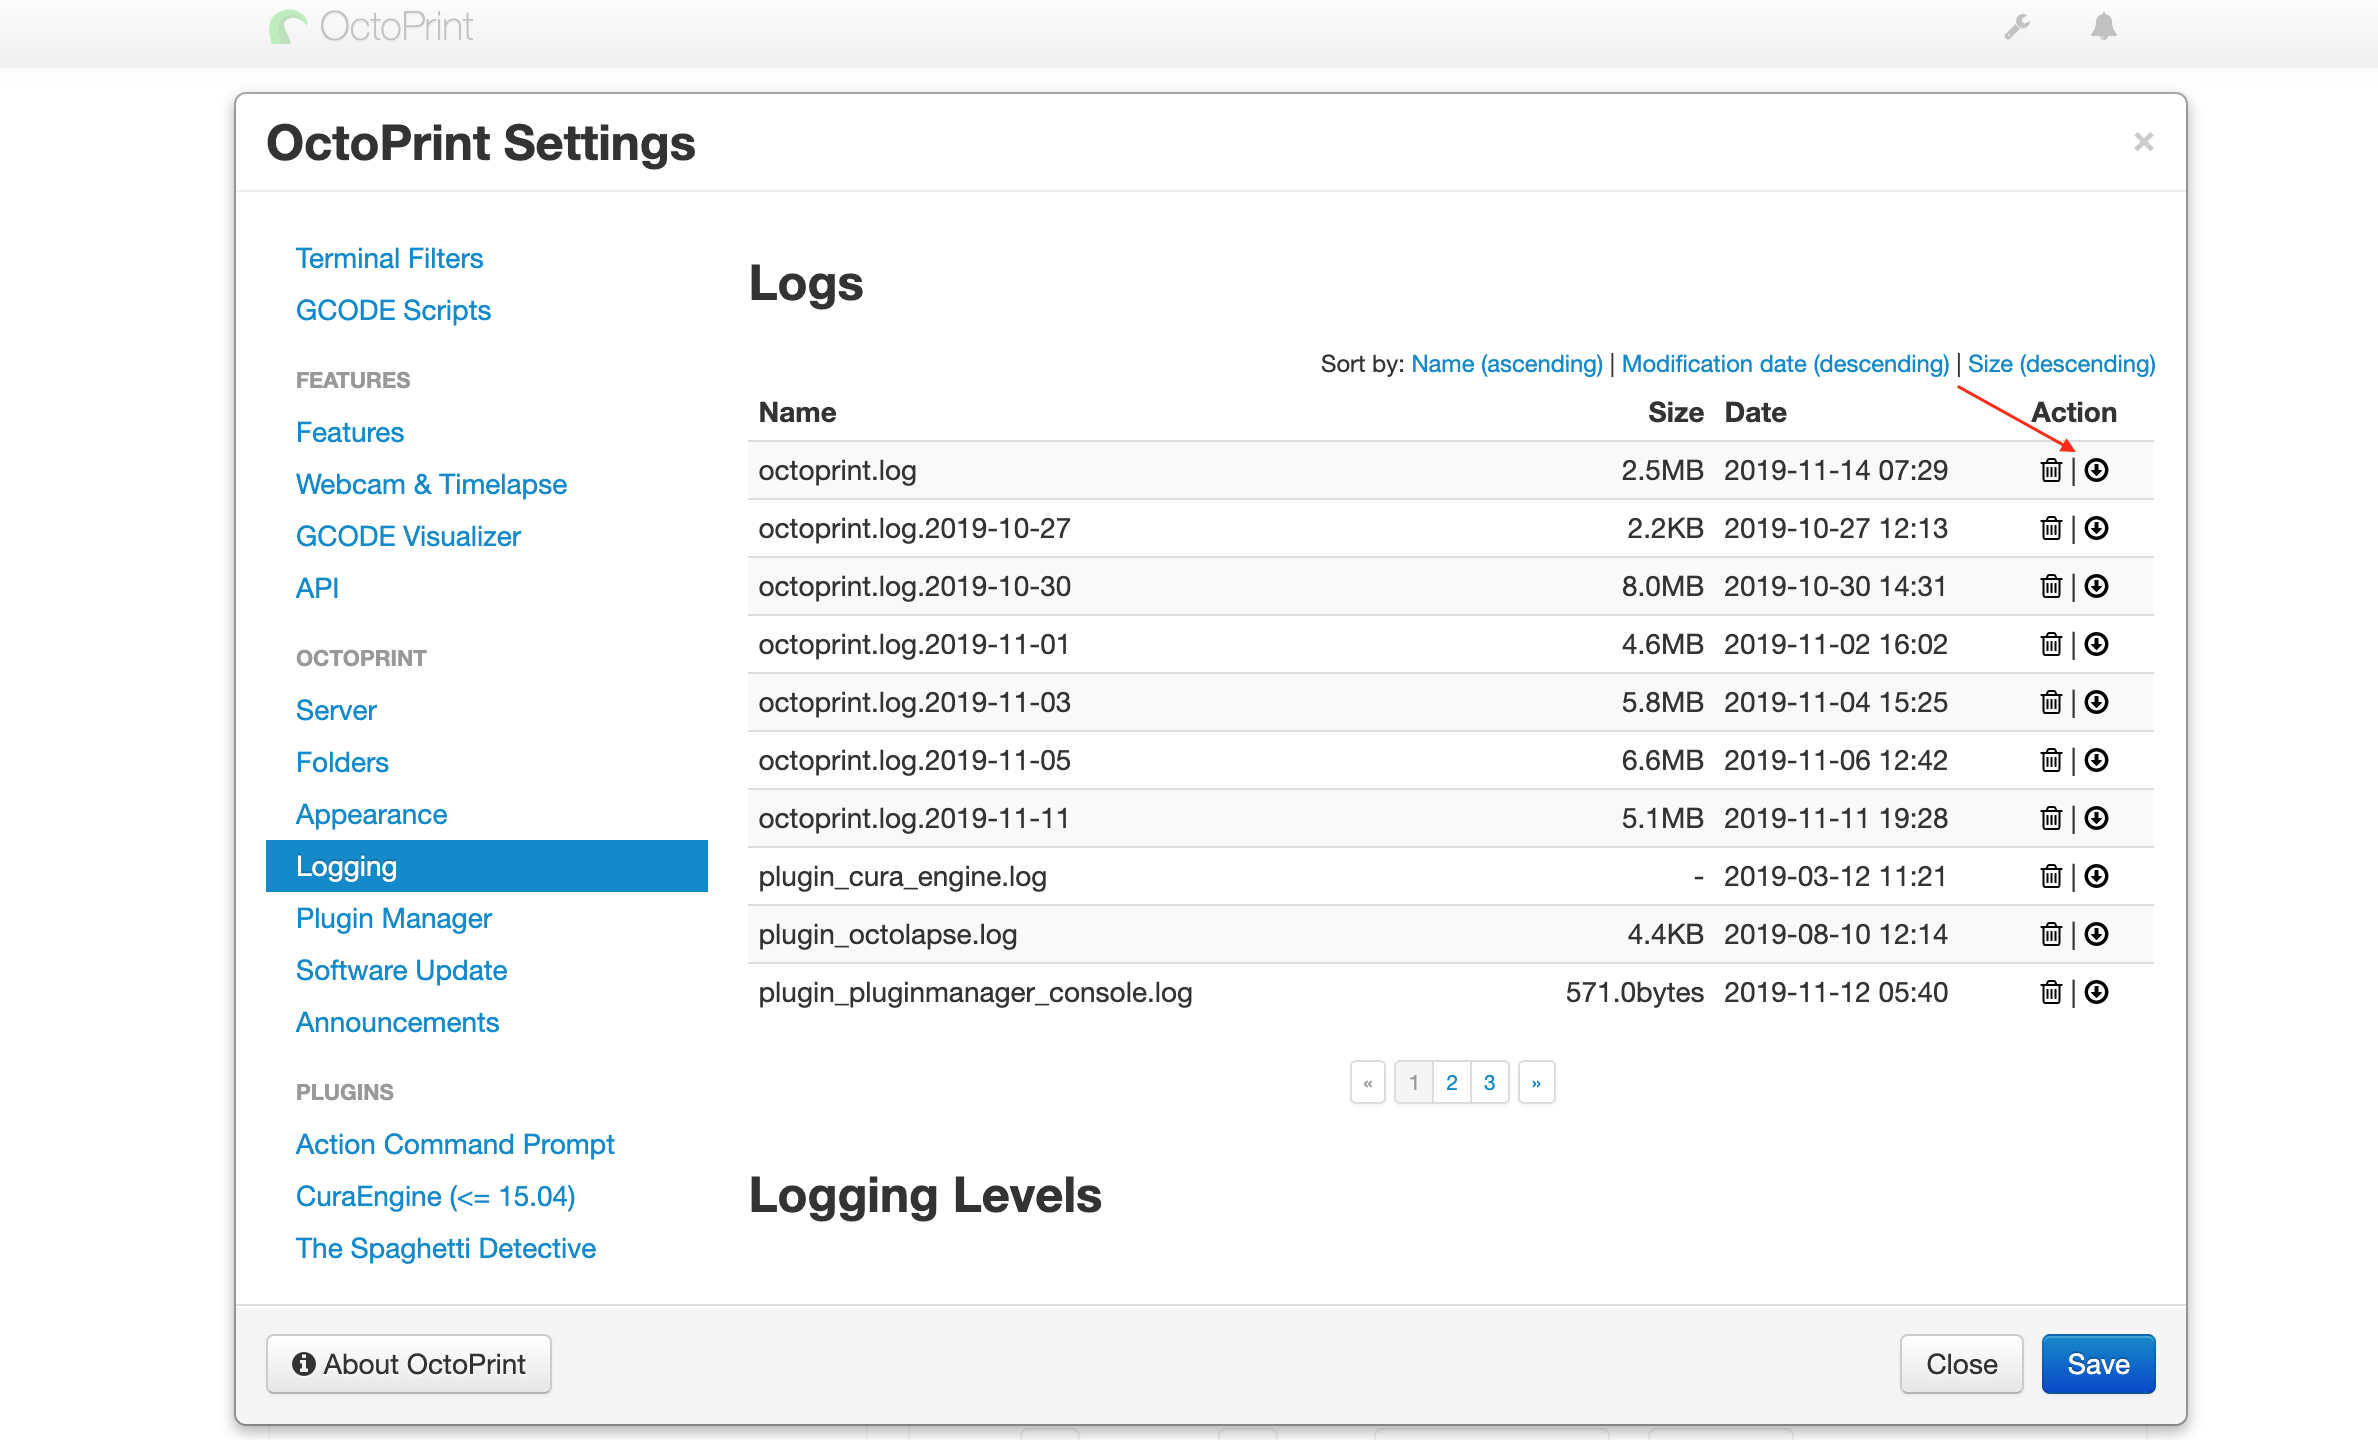 OctoPrint
OctoPrint Settings
×
Terminal Filters
GCODE Scripts
FEATURES
Features
Webcam & Timelapse
GCODE Visualizer
API
OCTOPRINT
Server
Folders
Appearance
Logging
Plugin Manager
Software Update
Announcements
PLUGINS
Action Command Prompt
CuraEngine (<= 15.04)
The Spaghetti Detective
Logs
Sort by: Name (ascending) | Modification date (descending) | Size (descending)
Name Size Date Action
octoprint.log 2.5MB 2019-11-14 07:29 |
octoprint.log.2019-10-27 2.2KB 2019-10-27 12:13 |
octoprint.log.2019-10-30 8.0MB 2019-10-30 14:31 |
octoprint.log.2019-11-01 4.6MB 2019-11-02 16:02 |
octoprint.log.2019-11-03 5.8MB 2019-11-04 15:25 |
octoprint.log.2019-11-05 6.6MB 2019-11-06 12:42 |
octoprint.log.2019-11-11 5.1MB 2019-11-11 19:28 |
plugin_cura_engine.log - 2019-03-12 11:21 |
plugin_octolapse.log 4.4KB 2019-08-10 12:14 |
plugin_pluginmanager_console.log 571.0bytes 2019-11-12 05:40 |
« 1 2 3 »
Logging Levels
About OctoPrint Close Save